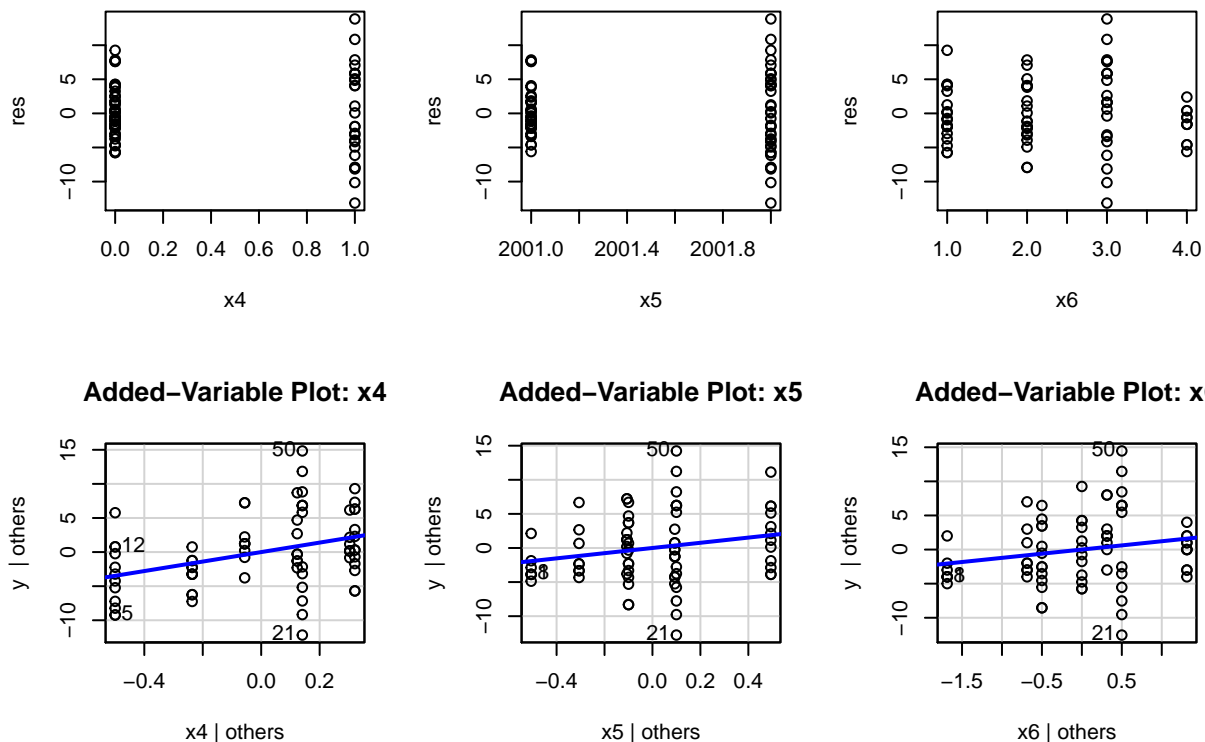 res
5
0
−10
0.0 0.2 0.4 0.6 0.8 1.0
x4
res
5
0
−10
2001.0 2001.4 2001.8
x5
res
5
0
−10
1.0 2.0 3.0 4.0
x6
Added−Variable Plot: x4
y | others
15
5
0
−10
50
12
5
21
−0.4 0.0 0.2
x4 | others
Added−Variable Plot: x5
y | others
15
5
0
−10
50
21
−0.4 0.0 0.2 0.4
x5 | others
Added−Variable Plot: x
y | others
15
5
0
−10
50
21
−1.5 −0.5 0.5
x6 | others